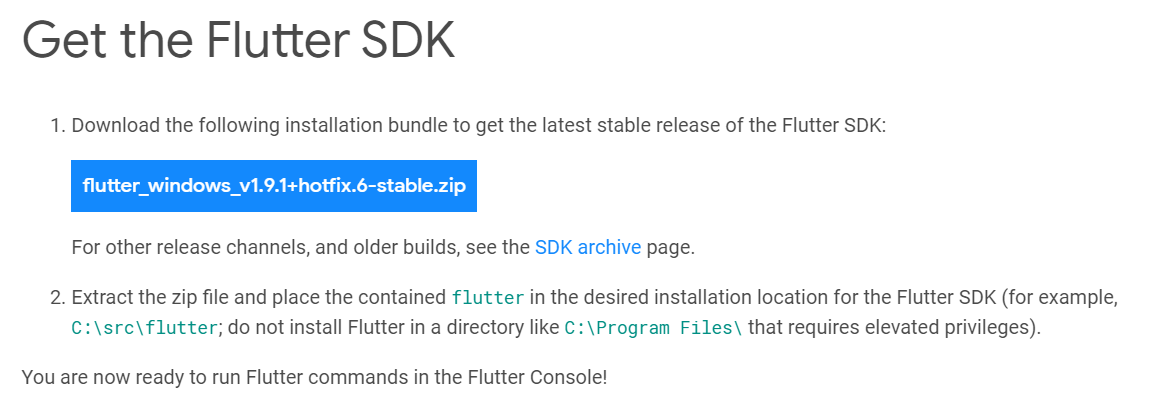 Get the Flutter SDK
1. Download the following installation bundle to get the latest stable release of the Flutter SDK:
flutter_windows_v1.9.1+hotfix.6-stable.zip
For other release channels, and older builds, see the SDK archive page.
2. Extract the zip file and place the contained flutter in the desired installation location for the Flutter SDK (for example,
C:\src\flutter; do not install Flutter in a directory like C:\Program Files\ that requires elevated privileges).
You are now ready to run Flutter commands in the Flutter Console!